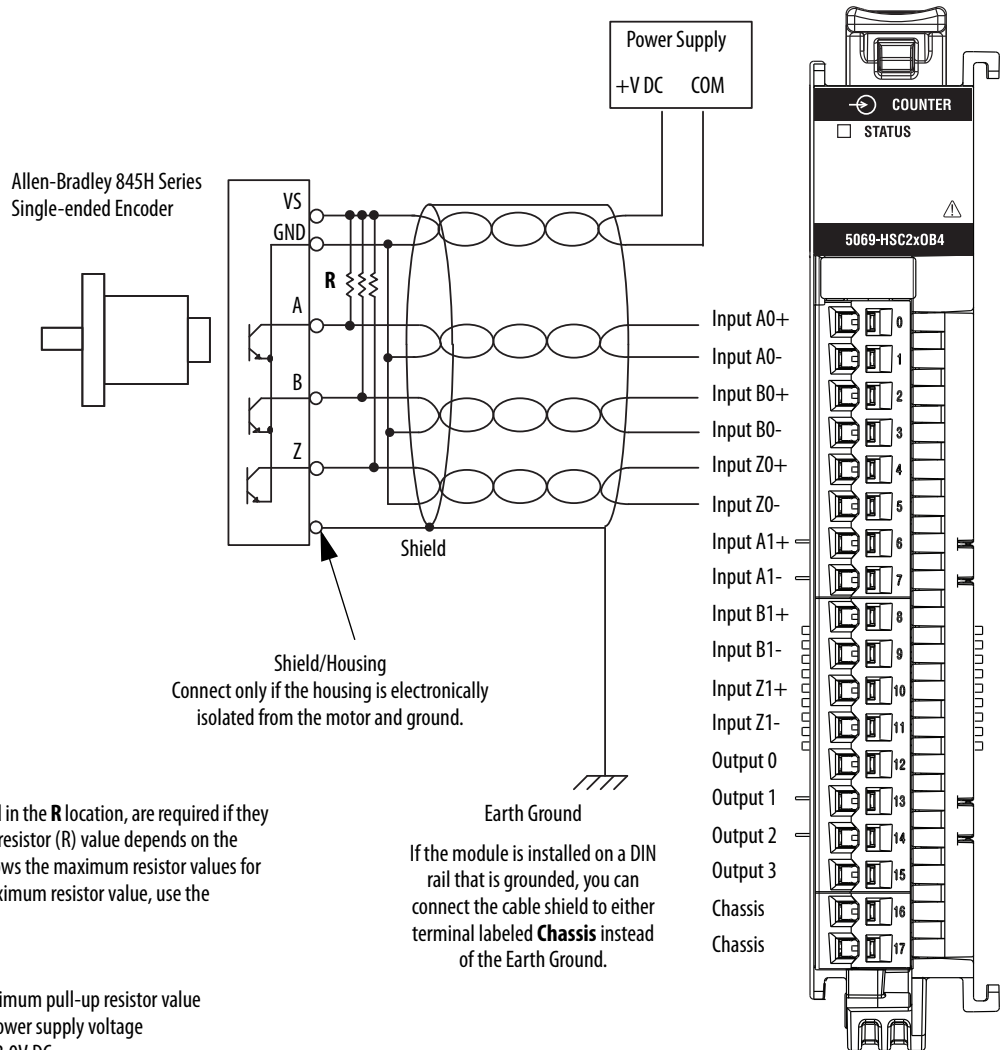 Power Supply
+V DC COM
COUNTER
STATUS
5069-HSC2xOB4
Allen-Bradley 845H Series
Single-ended Encoder
VS
GND
R
A
B
Z
Shield
Shield/Housing
Connect only if the housing is electronically
isolated from the motor and ground.
Input A0+
Input A0-
Input B0+
Input B0-
Input Z0+
Input Z0-
Input A1+
Input A1-
Input B1+
Input B1-
Input Z1+
Input Z1-
Output 0
Output 1
Output 2
Output 3
Chassis
Chassis
0
1
2
3
4
5
6
7
8
9
10
11
12
13
14
15
16
17
Earth Ground
If the module is installed on a DIN
rail that is grounded, you can
connect the cable shield to either
terminal labeled Chassis instead
of the Earth Ground.
in the R location, are required if they
resistor (R) value depends on the
ows the maximum resistor values for
ximum resistor value, use the
imum pull-up resistor value
ower supply voltage